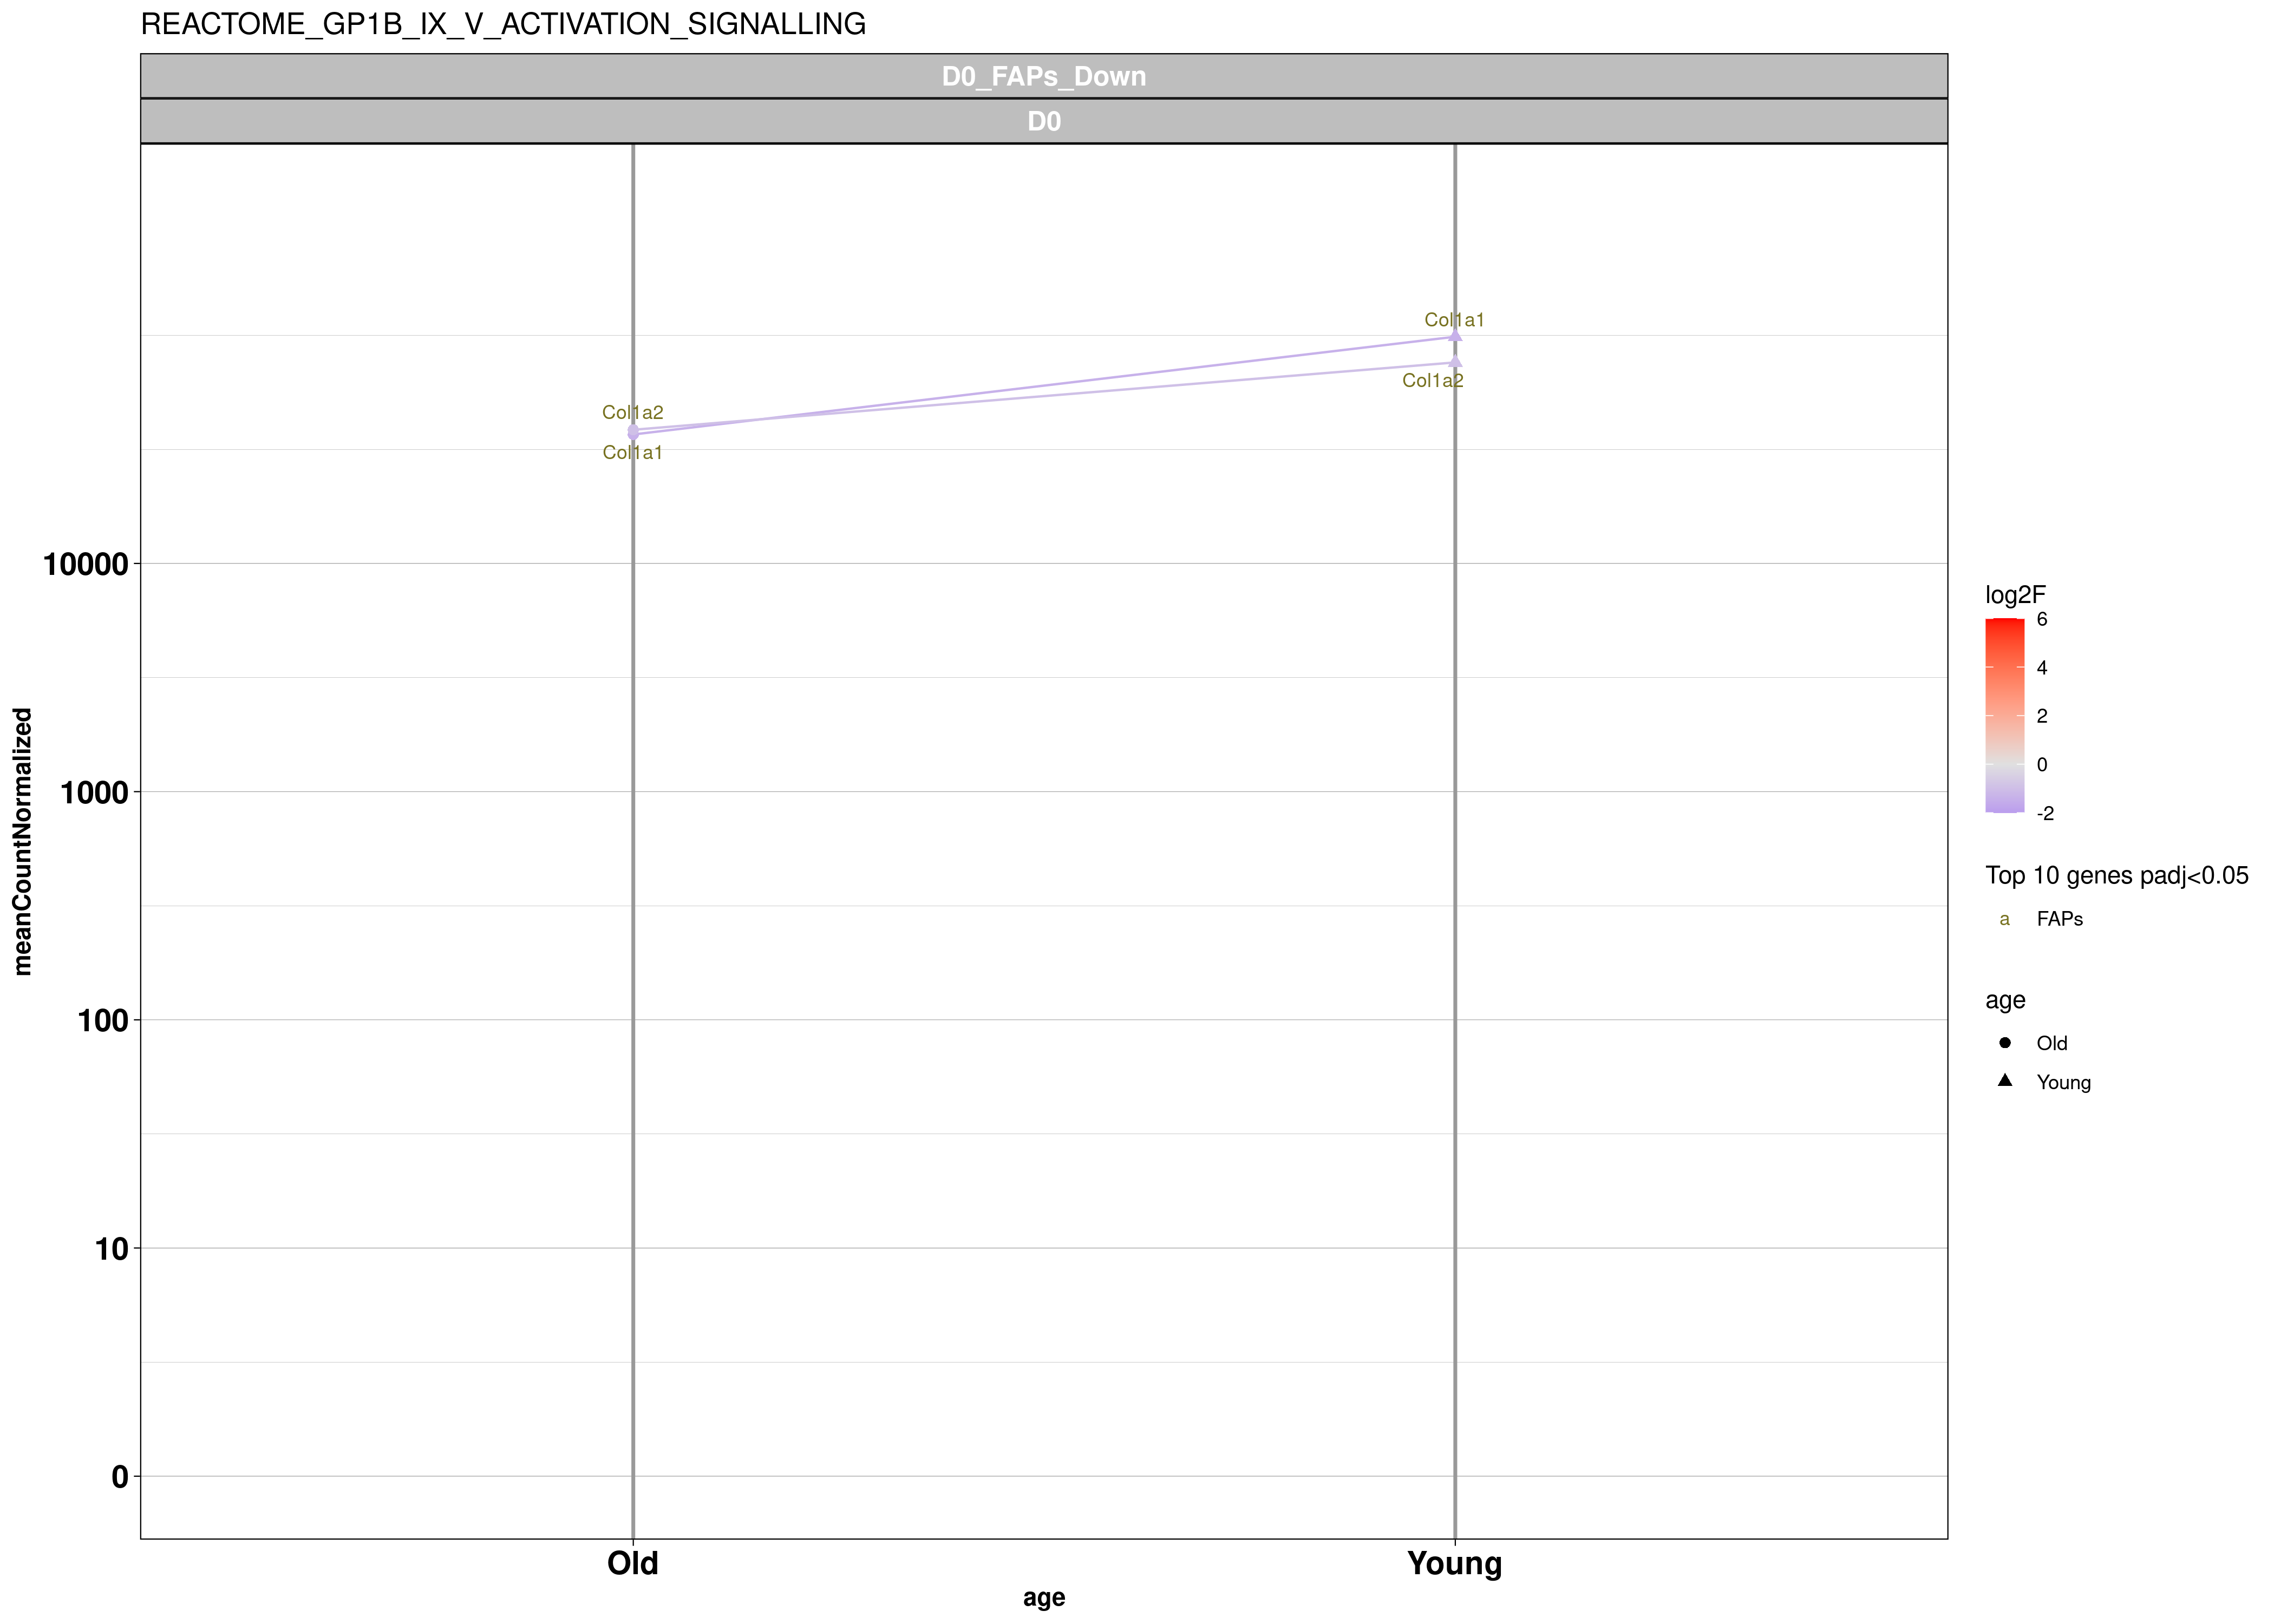 REACTOME_GP1B_IX_V_ACTIVATION_SIGNALLING
D0_FAPs_Down
D0
Col1a1
Col1a2
Col1a2
Col1a1
10000
1000
100
10
0
meanCountNormalized
Old
Young
age
log2F
6
4
2
0
-2
Top 10 genes padj<0.05
a FAPs
age
Old
Young